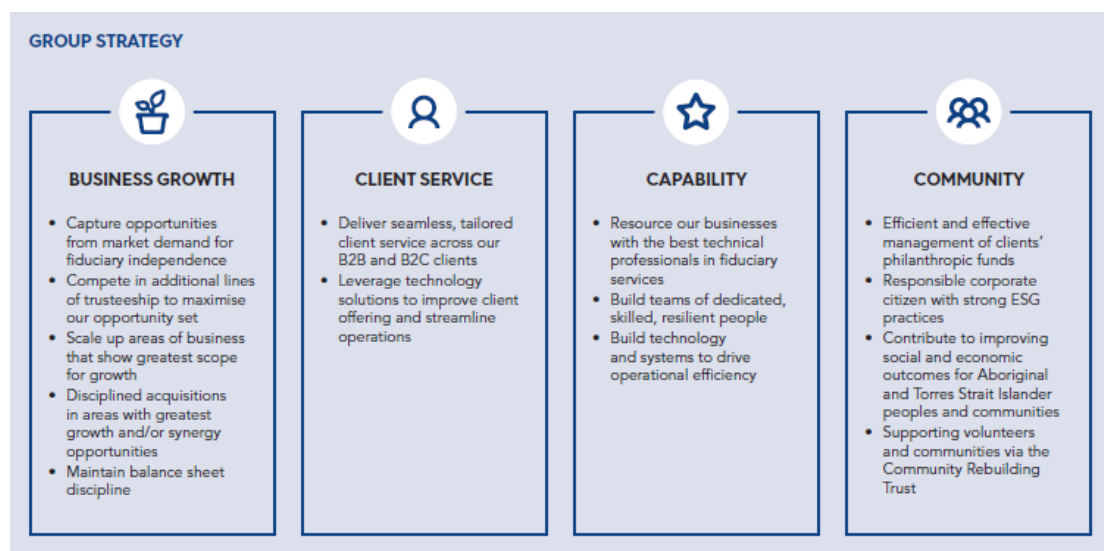 GROUP STRATEGY
BUSINESS GROWTH
• Capture opportunities
from market demand for
fiduciary independence
• Compete in additional lines
of trusteeship to maximise
our opportunity set
• Scale up areas of business
that show greatest scope
for growth
• Disciplined acquisitions
in areas with greatest
growth and/or synergy
opportunities
• Maintain balance sheet
discipline
CLIENT SERVICE
• Deliver seamless, tailored
client service across our
B2B and B2C clients
• Leverage technology
solutions to improve client
offering and streamline
operations
CAPABILITY
• Resource our businesses
with the best technical
professionals in fiduciary
services
• Build teams of dedicated,
skilled, resilient people
• Build technology
and systems to drive
operational efficiency
COMMUNITY
• Efficient and effective
management of clients’
philanthropic funds
• Responsible corporate
citizen with strong ESG
practices
• Contribute to improving
social and economic
outcomes for Aboriginal
and Torres Strait Islander
peoples and communities
• Supporting volunteers
and communities via the
Community Rebuilding
Trust